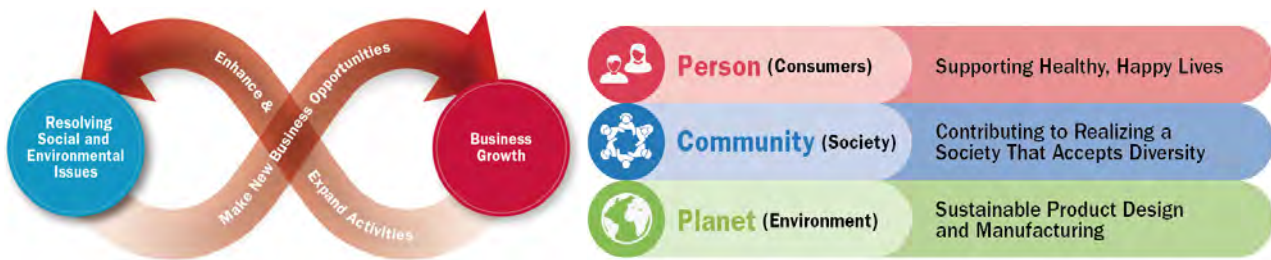 Resolving
Social and
Environmental
Issues
Enhance &
Expand Activities
Make New Business Opportunities
Business
Growth
Person (Consumers)
Supporting Healthy, Happy Lives
Community (Society)
Contributing to Realizing a
Society That Accepts Diversity
Planet (Environment)
Sustainable Product Design
and Manufacturing